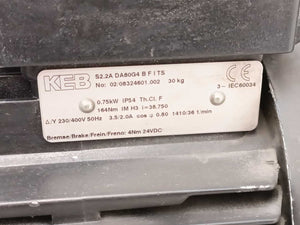 KEB S2.2A DA80G4 B F I TS CE
No: 02.08324601.002 30 kg 3~ IEC60034
0.75kW IP54 Th.Cl. F
164Nm IM H3 i=38,750
△/Y 230/400V 50Hz 3,5/2,0A cos φ 0.80 1410/36 1/min
Bremse/Brake/Frein/Freno: 4Nm 24VDC